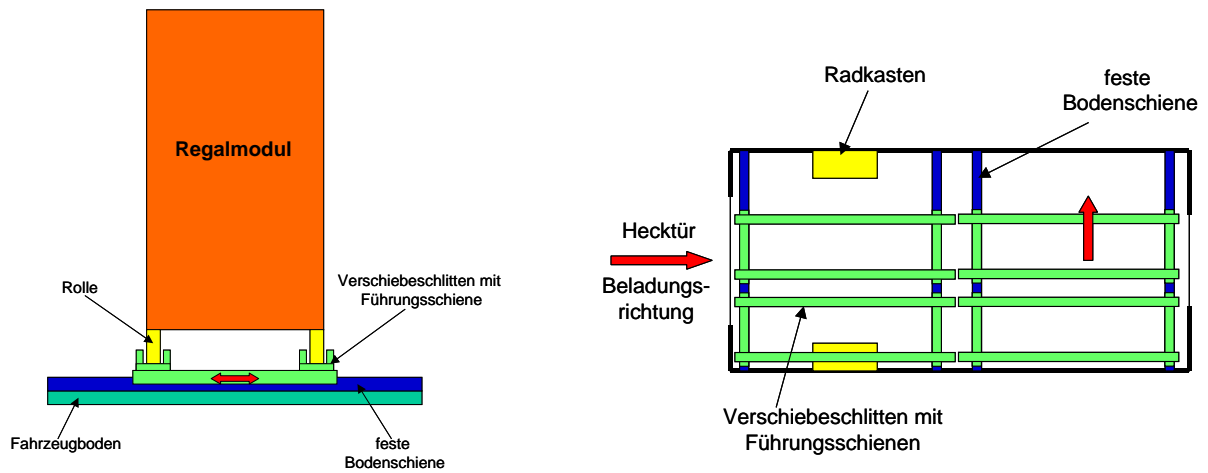 Regalmodul
Rolle
Verschiebeschlitten mit
Führungsschiene
Fahrzeugboden
feste
Bodenschiene
Radkasten
feste
Bodenschiene
Hecktür
Beladungs-
richtung
Verschiebeschlitten mit
Führungsschienen